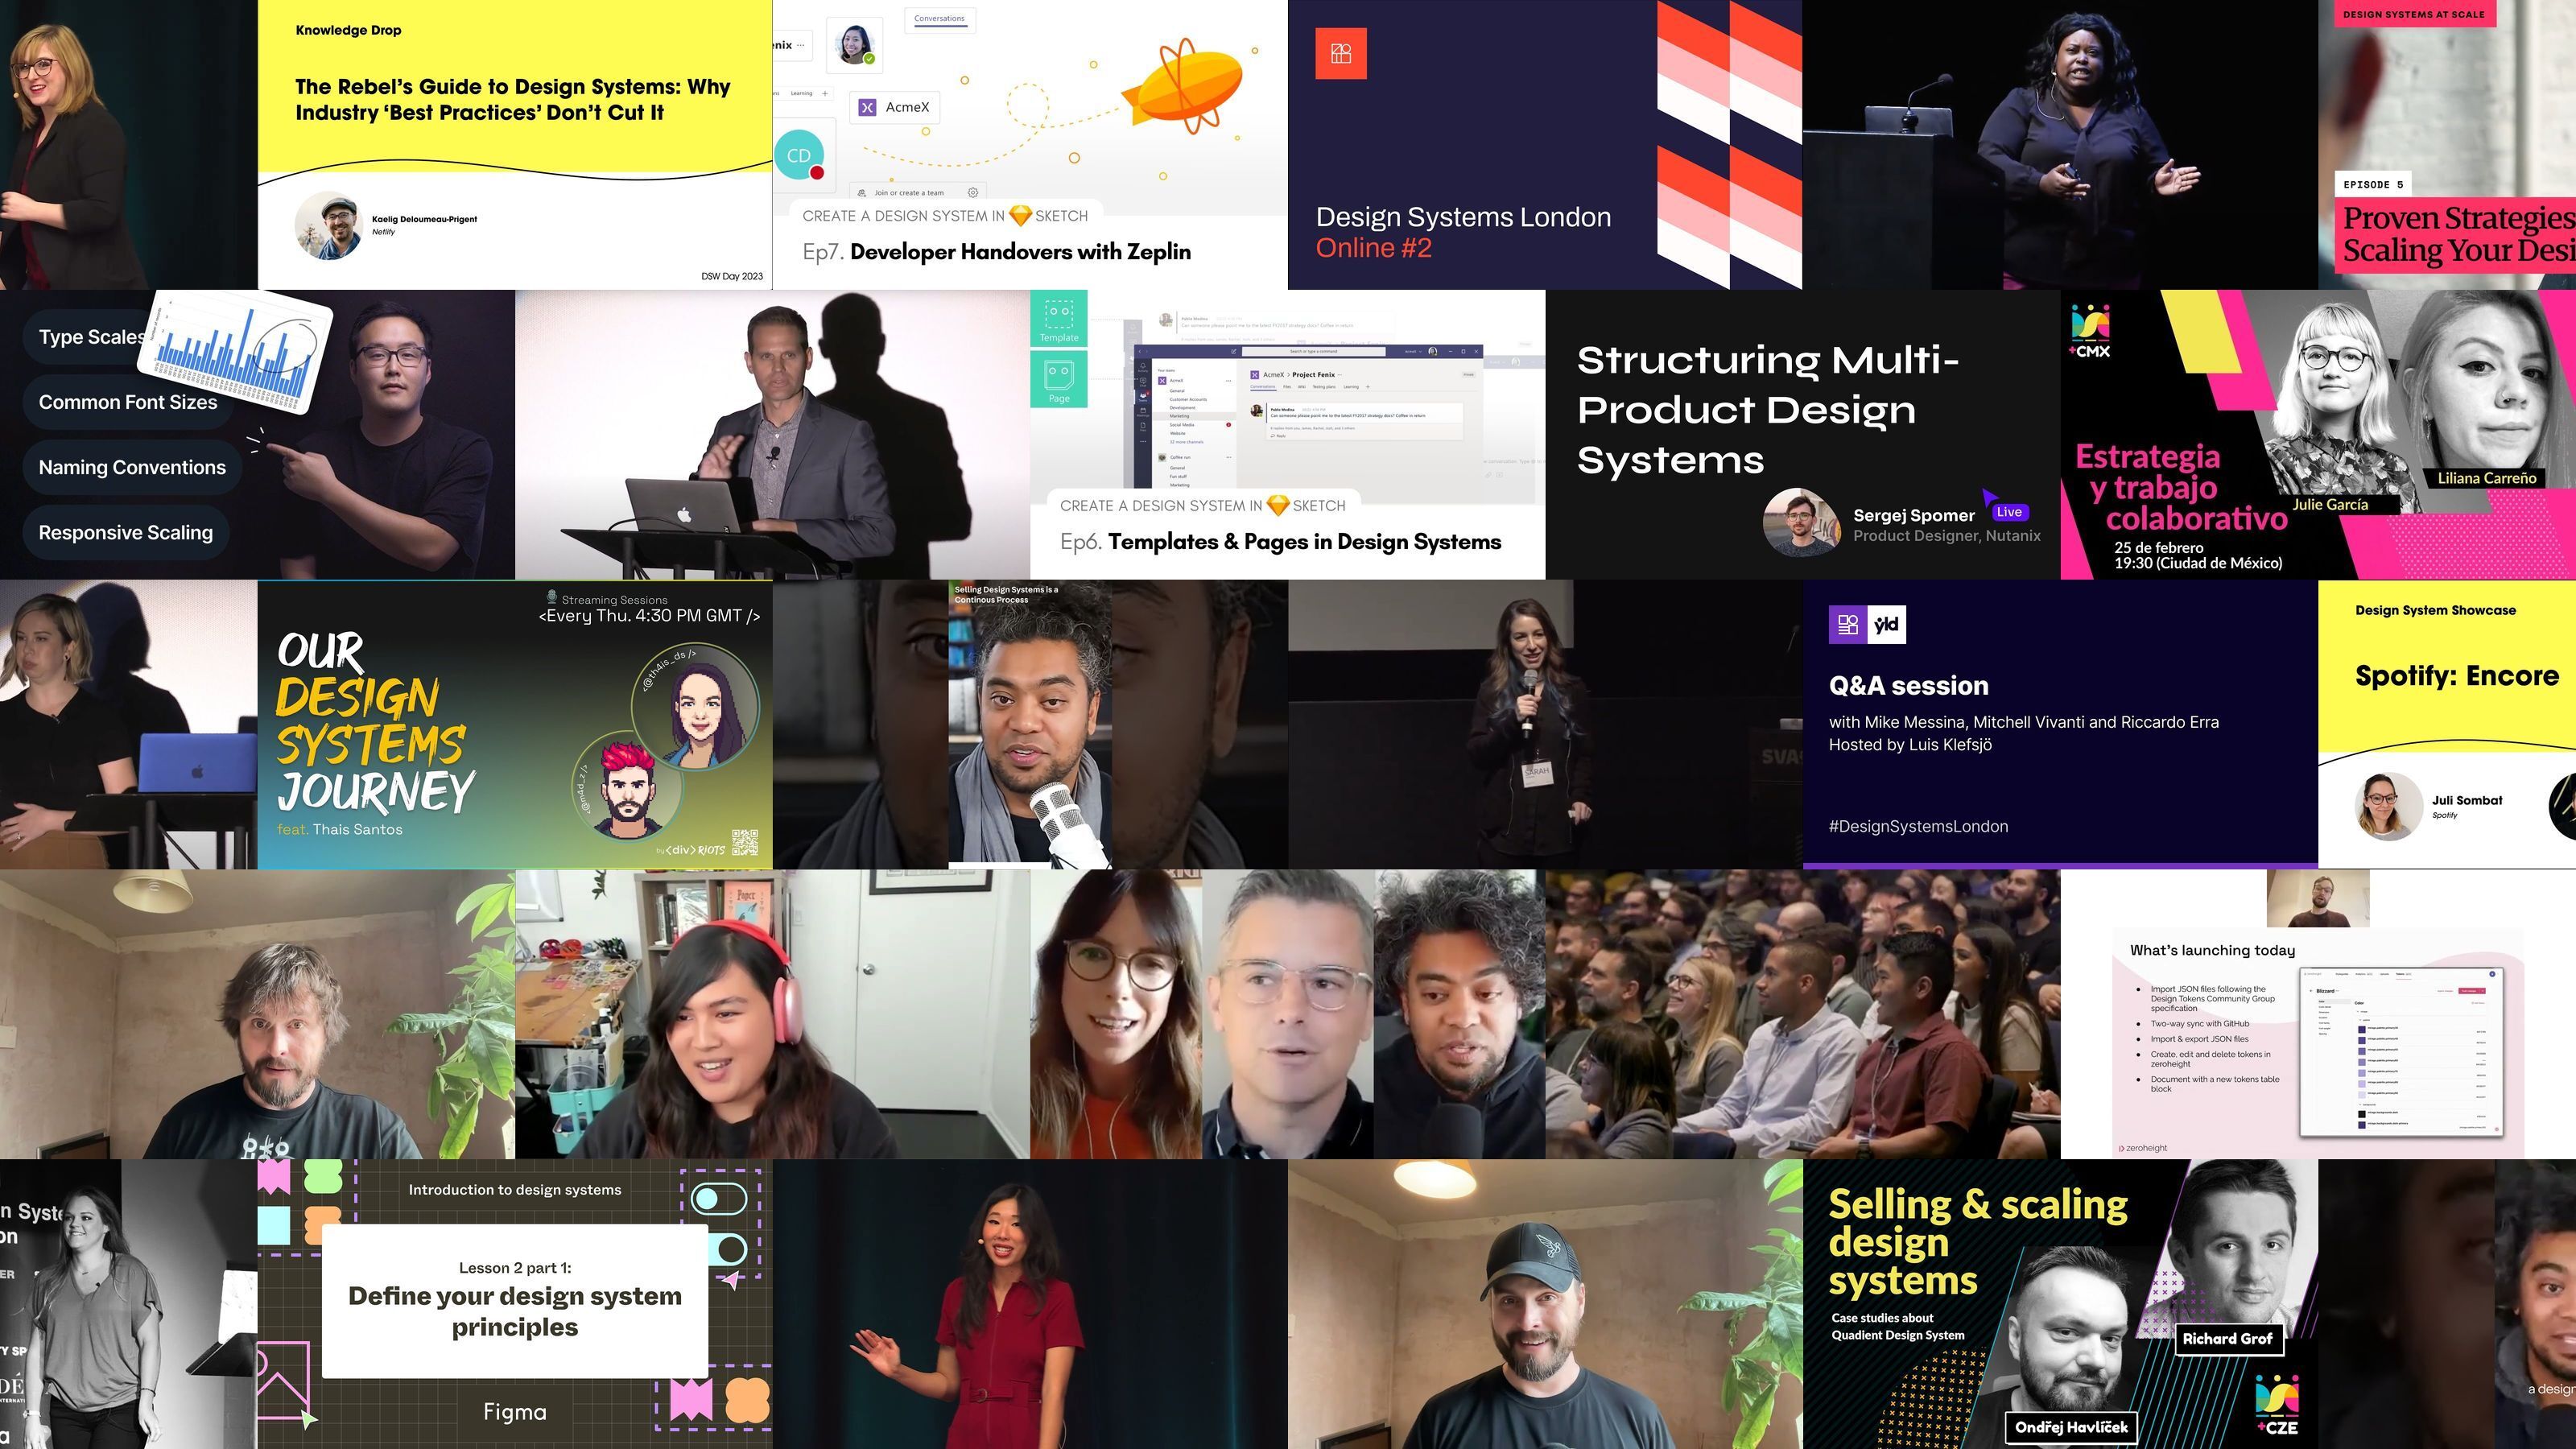 Knowledge Drop
The Rebel's Guide to Design Systems: Why
Industry 'Best Practices' Don't Cut It
Kaelig Deloumeau-Prigent
Netlify
DSW Day 2023
Conversations
enix
Learning
AcmeX
CD
Join or create a team
CREATE A DESIGN SYSTEM IN SKETCH
Ep7. Developer Handovers with Zeplin
Design Systems London
Online #2
DESIGN SYSTEMS AT SCALE
EPISODE 5
Proven Strategies
Scaling Your Desi
Type Scales
Common Font Sizes
Naming Conventions
Responsive Scaling
Template
Page
Search or type a command
AcmeX > Project Fenix
CREATE A DESIGN SYSTEM IN SKETCH
Ep6. Templates & Pages in Design Systems
Structuring Multi-
Product Design
Systems
Sergej Spomer
Live
Product Designer, Nutanix
+CMX
Liliana Carreño
Julie García
Estrategia
y trabajo
colaborativo
25 de febrero
19:30 (Ciudad de México)
Streaming Sessions
<Every Thu. 4:30 PM GMT />
OUR
DESIGN
SYSTEMS
JOURNEY
feat. Thais Santos
<@th4is_ds />
<@m4d_z/>
by <div> RIOTS
Selling Design Systems is a
Continous Process
SARAH
SVA
yld
Q&A session
with Mike Messina, Mitchell Vivanti and Riccardo Erra
Hosted by Luis Klefsjö
#DesignSystemsLondon
Design System Showcase
Spotify: Encore
Juli Sombat
Spotify
What's launching today
Import JSON files following the
Design Tokens Community Group
specification
Two-way sync with GitHub
Import & export JSON files
Create, edit and delete tokens in
zeroheight
Document with a new tokens table
block
zeroheight
n Syste
on
ER
Y SP
DÉ
a
Introduction to design systems
Lesson 2 part 1:
Define your design system
principles
Figma
Selling & scaling
design
systems
Case studies about
Quadient Design System
Richard Grof
Ondřej Havlíček
+CZE
a design